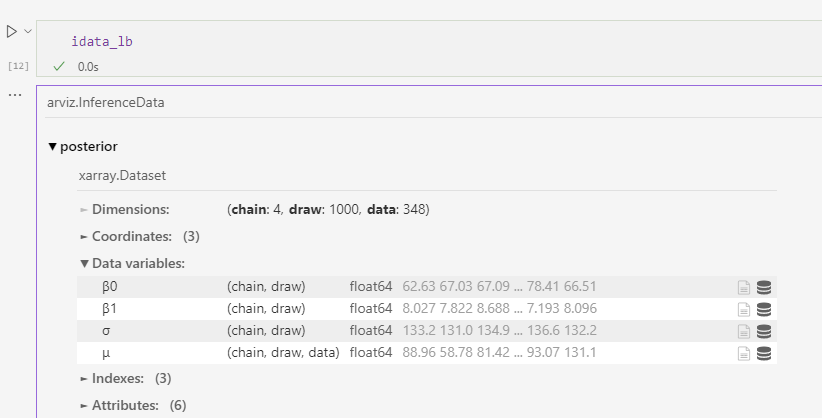 idata_lb
[12]
0.0s
...
arviz.InferenceData
▼ posterior
xarray.Dataset
► Dimensions: (chain: 4, draw: 1000, data: 348)
► Coordinates: (3)
▼ Data variables:
β0 (chain, draw) float64 62.63 67.03 67.09 ... 78.41 66.51
β1 (chain, draw) float64 8.027 7.822 8.688 ... 7.193 8.096
σ (chain, draw) float64 133.2 131.0 134.9 ... 136.6 132.2
μ (chain, draw, data) float64 88.96 58.78 81.42 ... 93.07 131.1
► Indexes: (3)
► Attributes: (6)